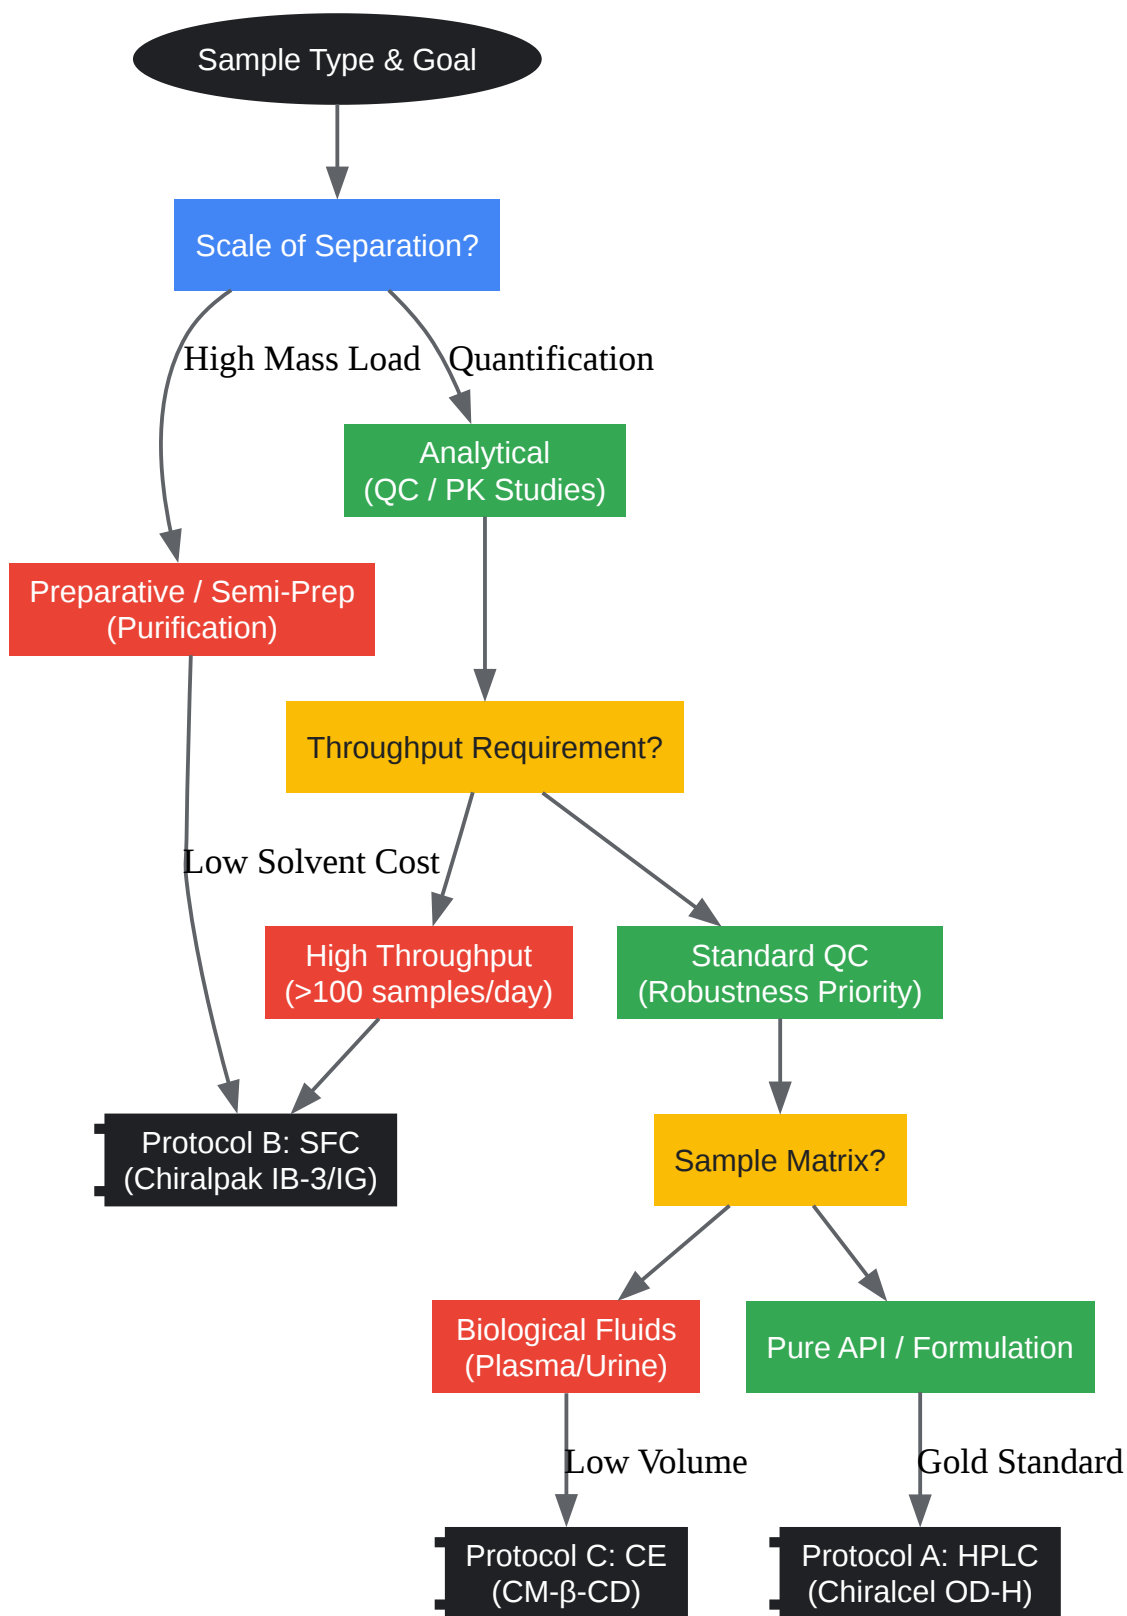 Sample Type & Goal
Scale of Separation?
High Mass Load
Quantification
Analytical
(QC / PK Studies)
Preparative / Semi-Prep
(Purification)
Throughput Requirement?
Low Solvent Cost
High Throughput
(>100 samples/day)
Standard QC
(Robustness Priority)
Protocol B: SFC
(Chiralpak IB-3/IG)
Sample Matrix?
Biological Fluids
(Plasma/Urine)
Pure API / Formulation
Low Volume
Gold Standard
Protocol C: CE
(CM-β-CD)
Protocol A: HPLC
(Chiralcel OD-H)